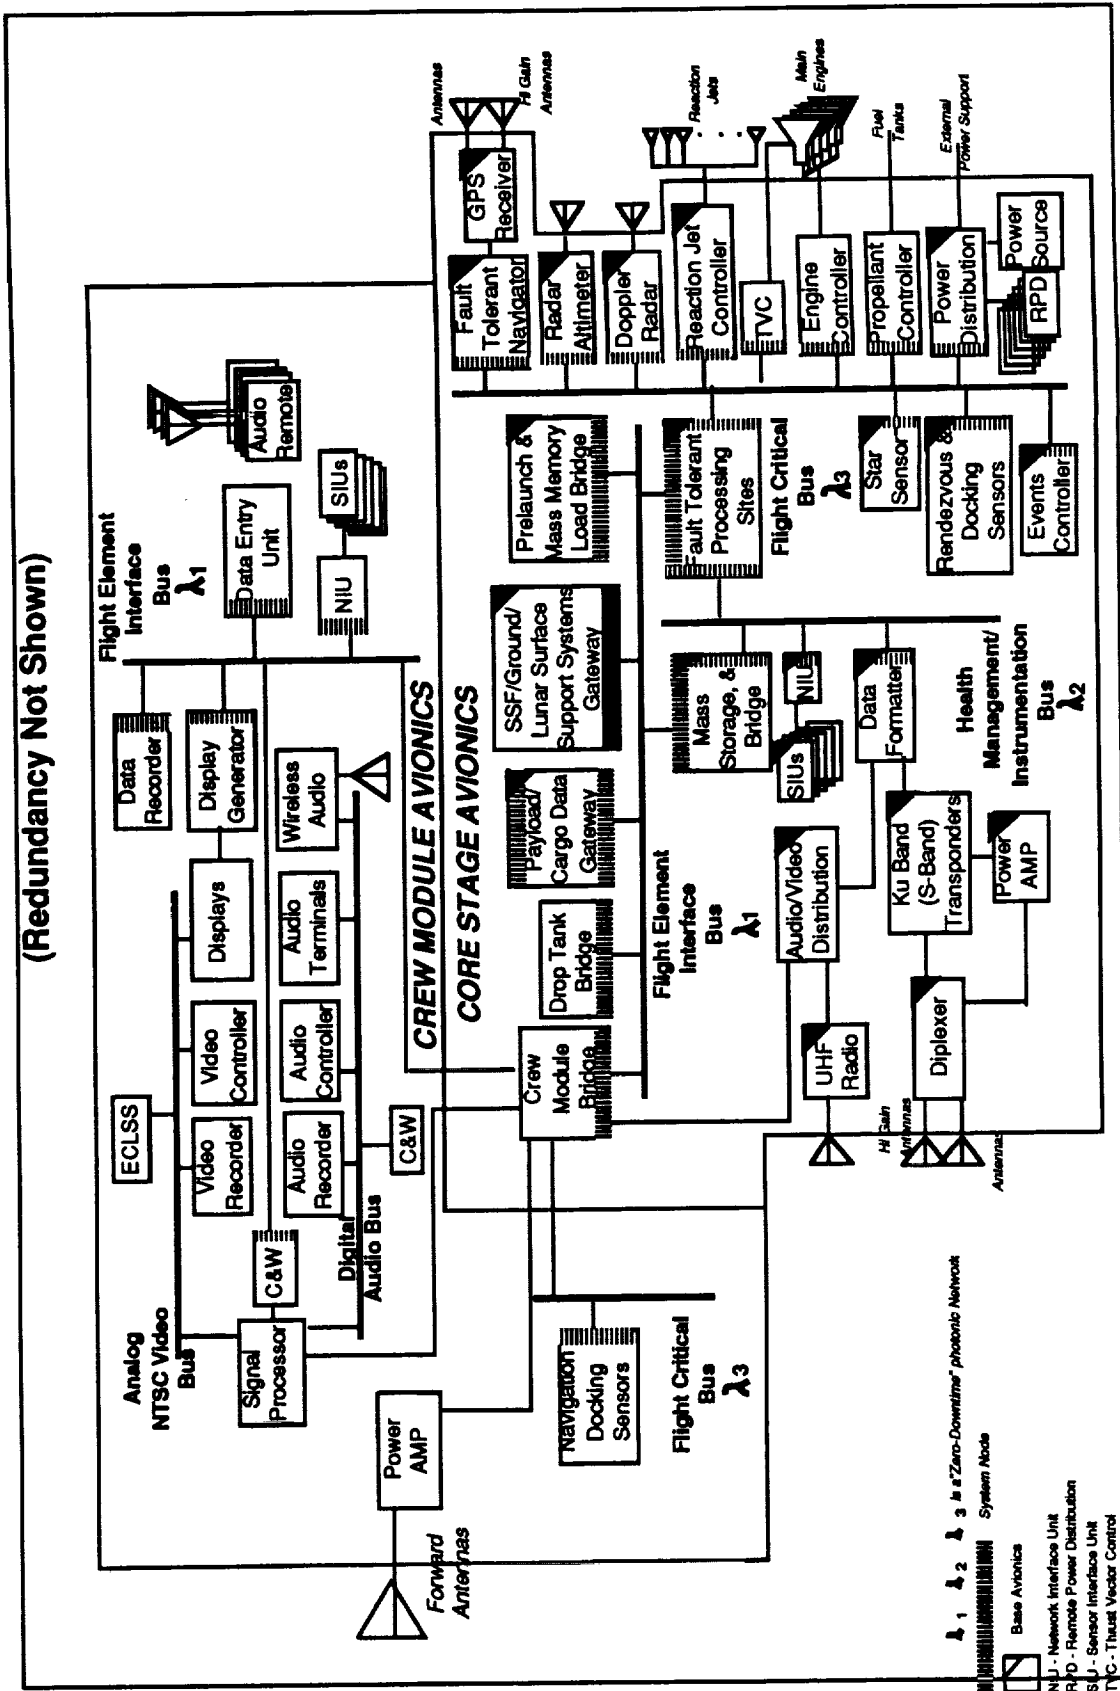 (Redundancy Not Shown)
Flight Element
Interface
Bus
λ1
Data
Recorder
Display
Generator
Data Entry
Unit
NIU
SIUs
Audio
Remote
Analog
NTSC Video
Bus
ECLSS
Video
Recorder
Video
Controller
Displays
C&W
Signal
Processor
Audio
Recorder
Audio
Controller
Audio
Terminals
Wireless
Audio
Digital
Audio Bus
C&W
Power
AMP
Forward
Antennas
CREW MODULE AVIONICS
CORE STAGE AVIONICS
Antennas
Hi Gain
Antennas
GPS
Receiver
Fault
Tolerant
Navigator
Radar
Altimeter
Doppler
Radar
Reaction Jet
Controller
Reaction
Jets
TVC
Main
Engines
Engine
Controller
Propellant
Controller
Fuel
Tanks
Power
Distribution
External
Power Support
Power
Source
RPD
Crew
Module
Bridge
Drop Tank
Bridge
Payload/
Cargo Data
Gateway
SSF/Ground/
Lunar Surface
Support Systems
Gateway
Prelaunch &
Mass Memory
Load Bridge
Flight Element
Interface
Bus
λ1
Mass
Storage, &
Bridge
Fault Tolerant
Processing
Sites
Flight Critical
Bus
λ3
Star
Sensor
Rendezvous &
Docking
Sensors
Events
Controller
SIUs
NIU
Data
Formatter
Health
Management/
Instrumentation
Bus
λ2
Audio/Video
Distribution
UHF
Radio
Ku Band
(S-Band)
Transponders
Power
AMP
Diplexer
Hi Gain
Antennas
Antennas
Navigation
Docking
Sensors
Flight Critical
Bus
λ3
λ1 λ2 λ3 is a "Zero-Downtime" photonic Network
System Node
Base Avionics
NIU - Network Interface Unit
RPD - Remote Power Distribution
SIU - Sensor Interface Unit
TVC - Thrust Vector Control